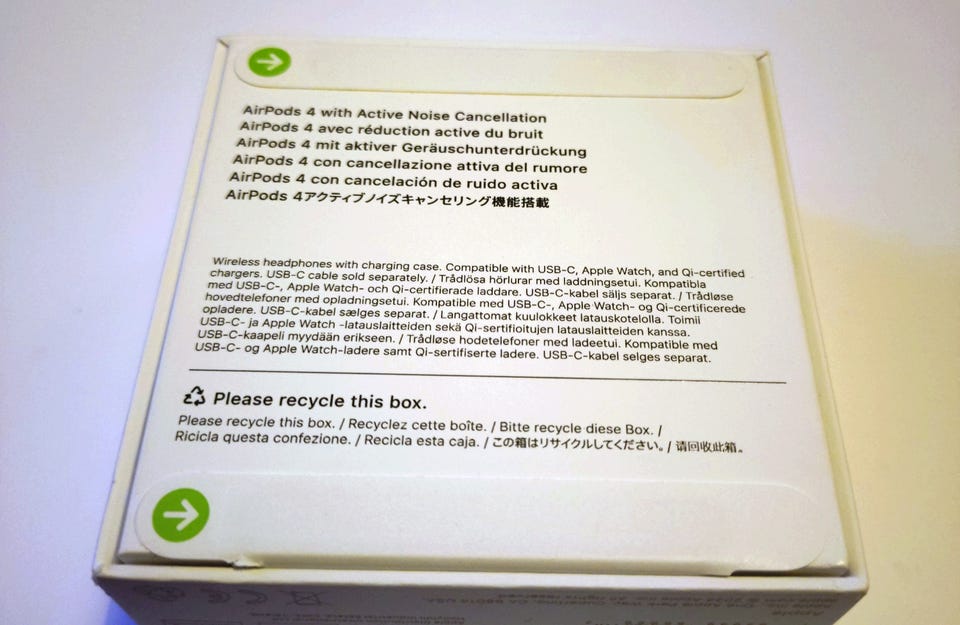 AirPods 4 with Active Noise Cancellation
AirPods 4 avec réduction active du bruit
AirPods 4 mit aktiver Geräuschunterdrückung
AirPods 4 con cancellazione attiva del rumore
AirPods 4 con cancelación de ruido activa
AirPods 4アクティブノイズキャンセリング機能搭載
Wireless headphones with charging case. Compatible with USB-C, Apple Watch, and Qi-certified
chargers. USB-C cable sold separately. / Trådlösa hörlurar med laddningsetui. Kompatibla
med USB-C-, Apple Watch- och Qi-certifierade laddare. USB-C-kabel säljs separat. / Trådløse
hovedtelefoner med opladningsetui. Kompatible med USB-C-, Apple Watch- og Qi-certificerede
opladere. USB-C-kabel sælges separat. / Langattomat kuulokkeet latauskotelolla. Toimii
USB-C- ja Apple Watch -latauslaitteiden sekä Qi-sertifioitujen latauslaitteiden kanssa.
USB-C-kaapeli myydään erikseen. / Trådløse hodetelefoner med ladeetui. Kompatible med
USB-C- og Apple Watch-ladere samt Qi-sertifiserte ladere. USB-C-kabel selges separat.
Please recycle this box.
Please recycle this box. / Recyclez cette boîte. / Bitte recycle diese Box. /
Ricicla questa confezione. / Recicla esta caja. / この箱はリサイクルしてください。/ 请回收此箱。